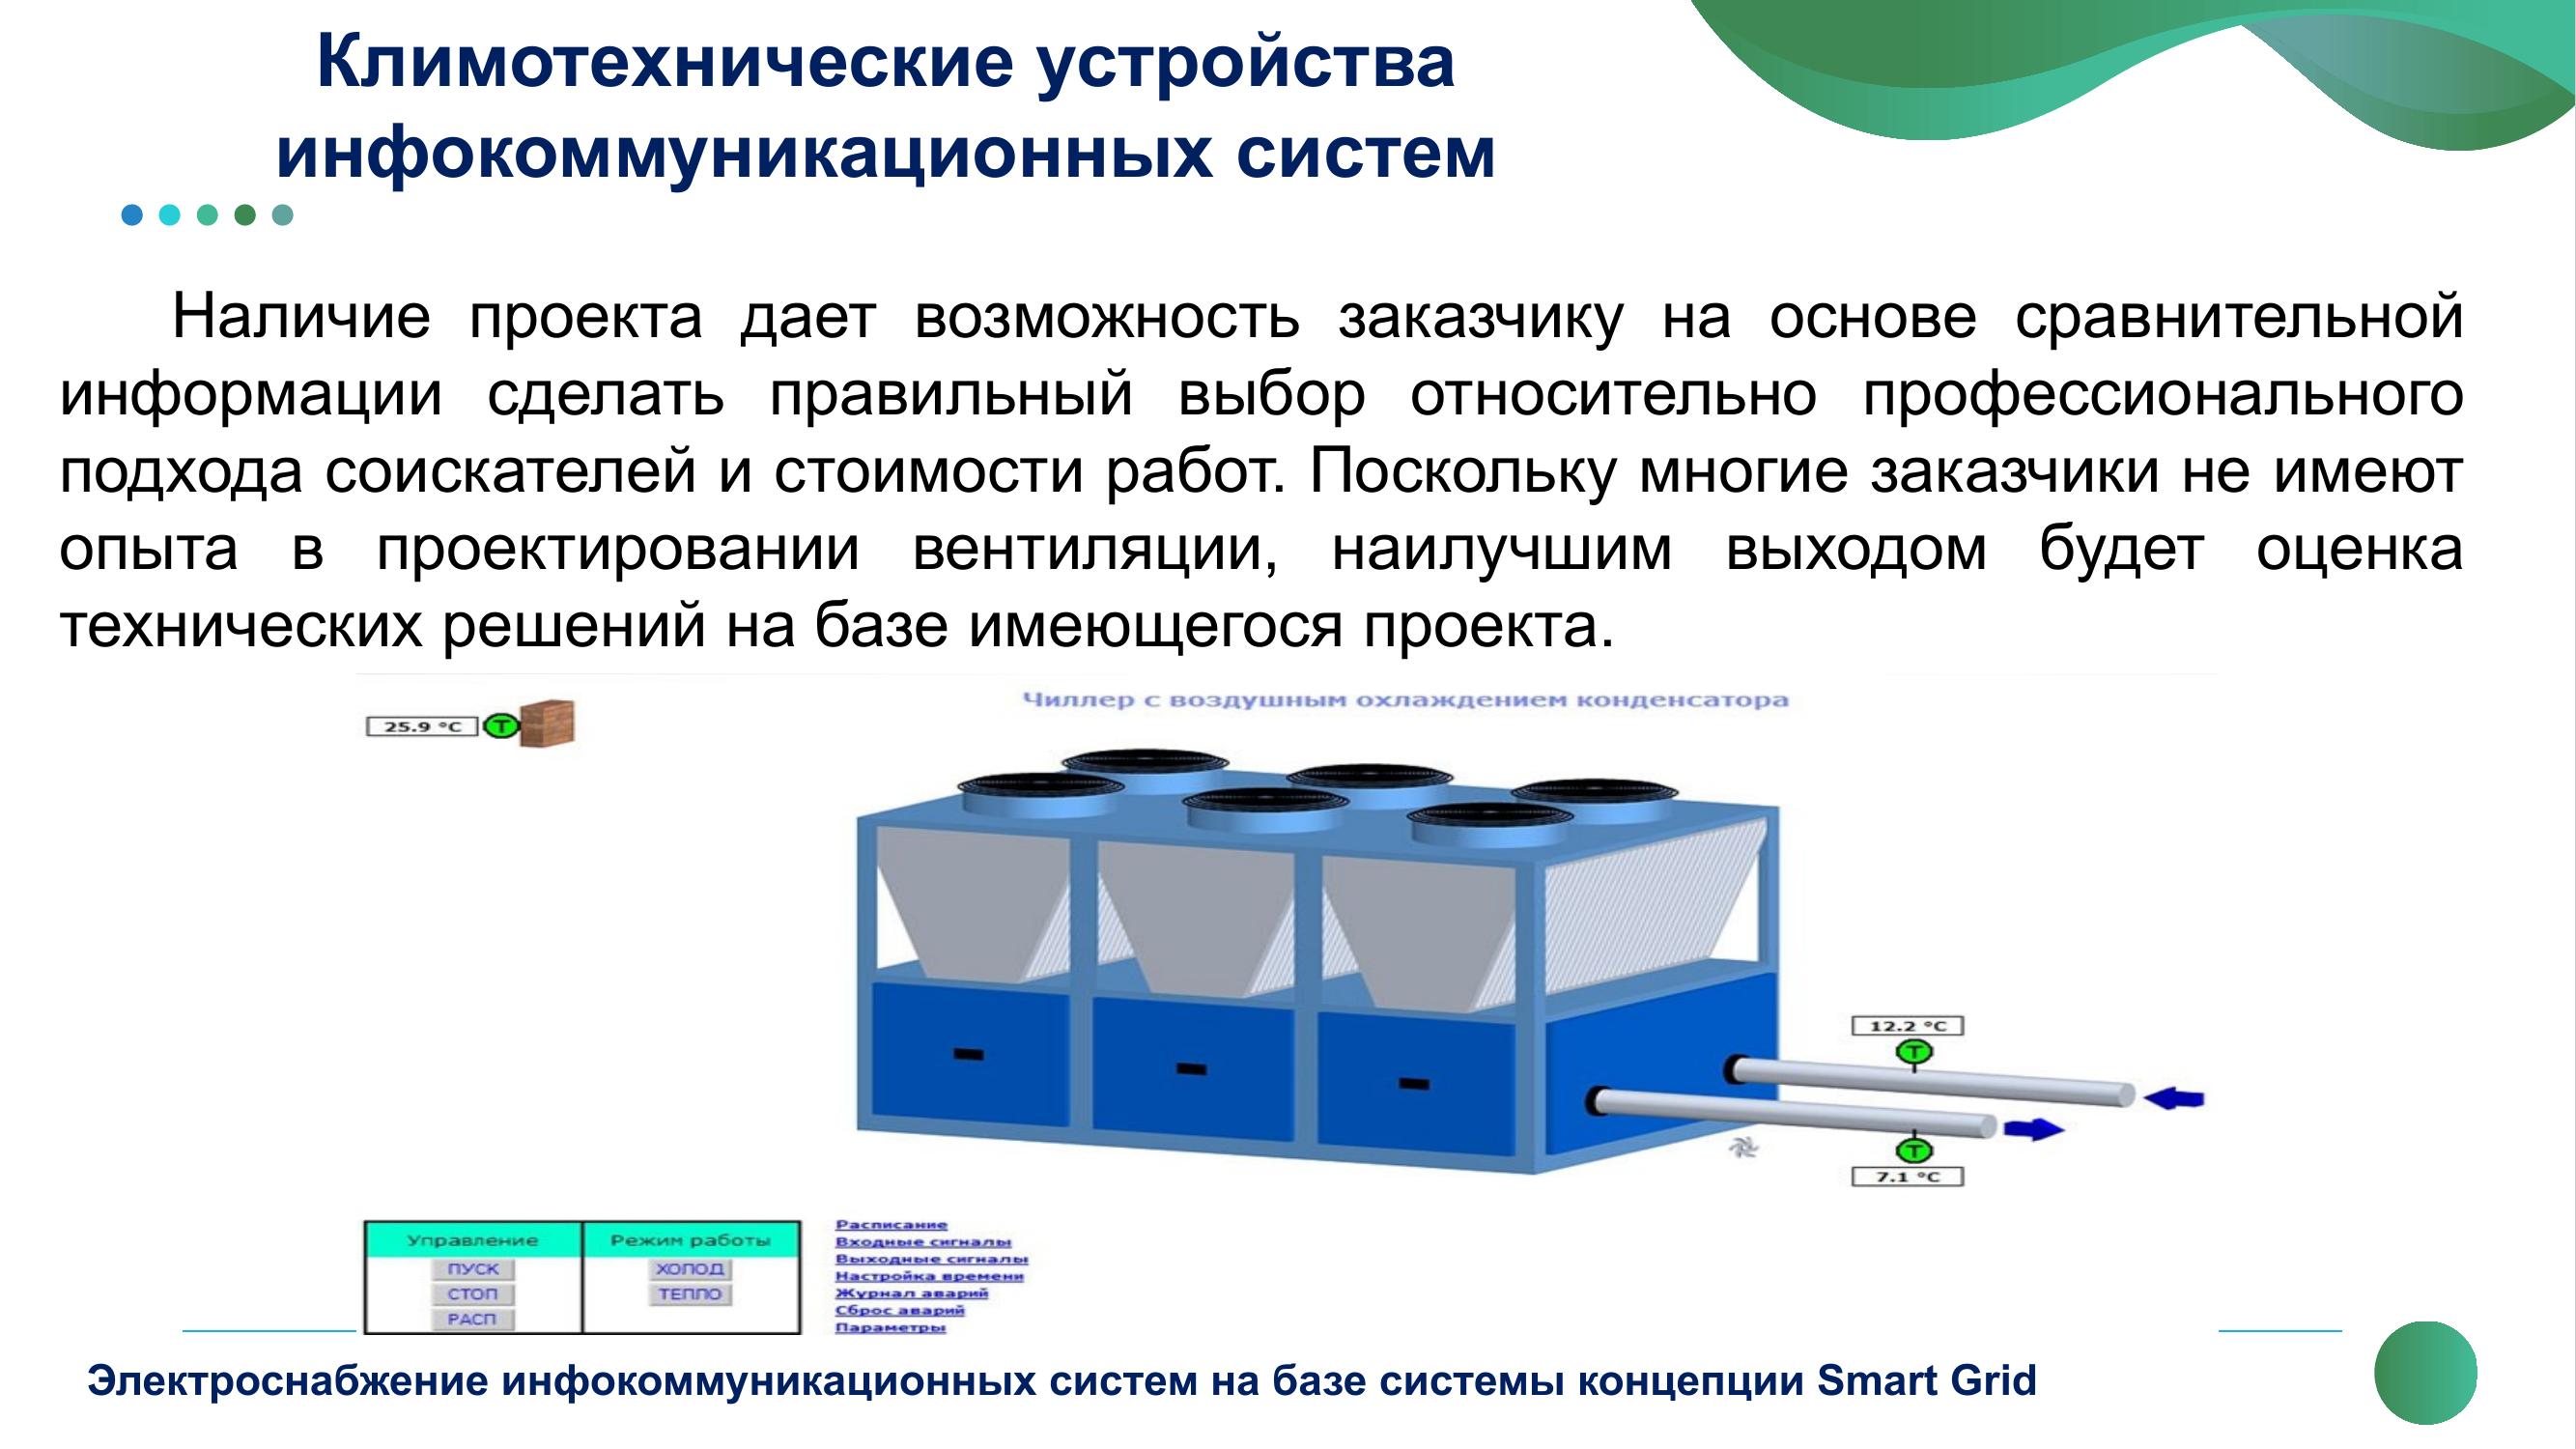 Климотехнические устройства
инфокоммуникационных систем
Наличие проекта дает возможность заказчику на основе сравнительной
информации сделать правильный выбор относительно профессионального
подхода соискателей и стоимости работ. Поскольку многие заказчики не имеют
опыта в проектировании вентиляции, наилучшим выходом будет оценка
технических решений на базе имеющегося проекта.
Чиллер с воздушным охлаждением конденсатора
25.9 °C T
12.2 °C
T
T
7.1 °C
Управление Режим работы
ПУСК ХОЛОД
СТОП ТЕПЛО
РАСП
Расписание
Входные сигналы
Выходные сигналы
Настройка времени
Журнал аварий
Сброс аварий
Параметры
Электроснабжение инфокоммуникационных систем на базе системы концепции Smart Grid